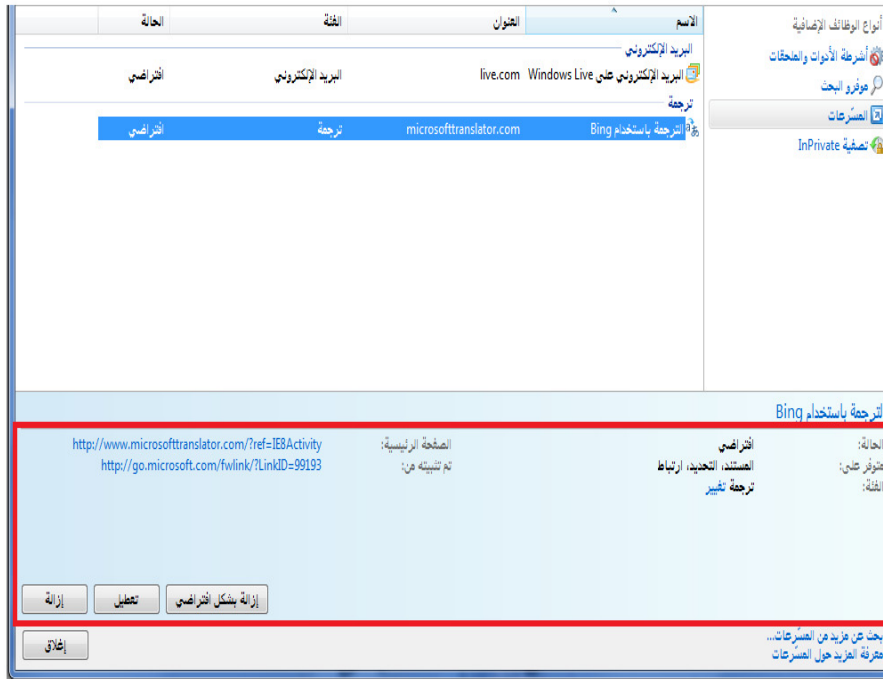 أنواع الوظائف الإضافية
أشرطة الأدوات والملحقات
موفرو البحث
المسرّعات
تصفية InPrivate
الاسم العنوان الفئة الحالة
البريد الإلكتروني
البريد الإلكتروني على Windows Live live.com البريد الإلكتروني افتراضي
ترجمة
الترجمة باستخدام Bing microsofttranslator.com ترجمة افتراضي
لترجمة باستخدام Bing
الحالة: افتراضي الصفحة الرئيسية: http://www.microsofttranslator.com/?ref=IE8Activity
متوفر على: المستند، التحديد، ارتباط تم تثبيته من: http://go.microsoft.com/fwlink/?LinkID=99193
الفئة: ترجمة تغيير
إزالة بشكل افتراضي تعطيل إزالة
بحث عن مزيد من المسرّعات...
معرفة المزيد حول المسرّعات
إغلاق